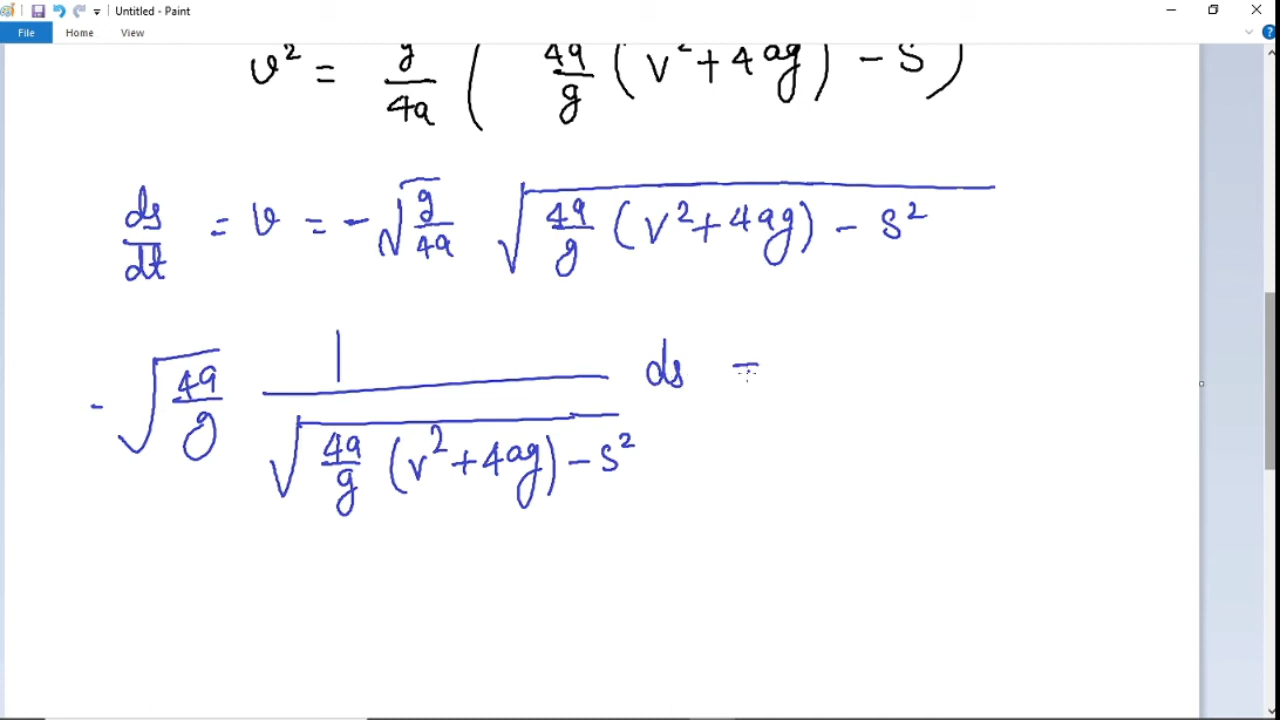 Untitled - Paint
File Home View
v² = g/4a ( 4a/g (V² + 4ag) - S )
ds/dt = v = - √(g/4a) √(4a/g (V² + 4ag) - s²)
- √(4a/g) 1/√(4a/g (V² + 4ag) - s²) ds =